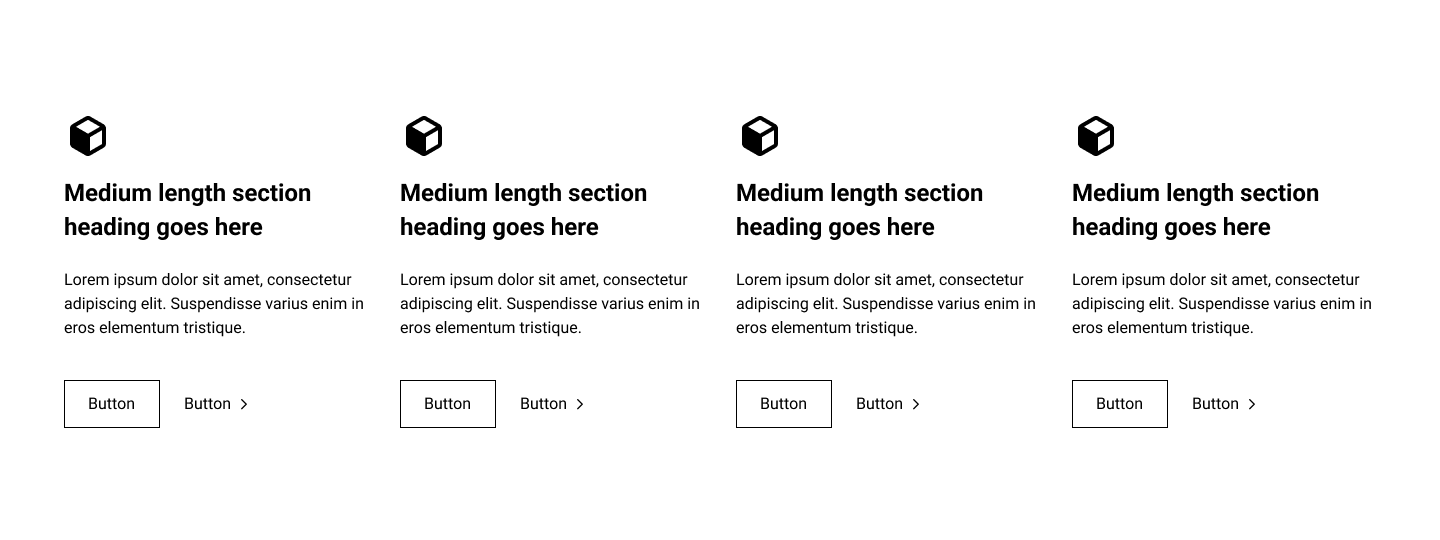 Medium length section
heading goes here
Lorem ipsum dolor sit amet, consectetur
adipiscing elit. Suspendisse varius enim in
eros elementum tristique.
Button
Button
Medium length section
heading goes here
Lorem ipsum dolor sit amet, consectetur
adipiscing elit. Suspendisse varius enim in
eros elementum tristique.
Button
Button
Medium length section
heading goes here
Lorem ipsum dolor sit amet, consectetur
adipiscing elit. Suspendisse varius enim in
eros elementum tristique.
Button
Button
Medium length section
heading goes here
Lorem ipsum dolor sit amet, consectetur
adipiscing elit. Suspendisse varius enim in
eros elementum tristique.
Button
Button